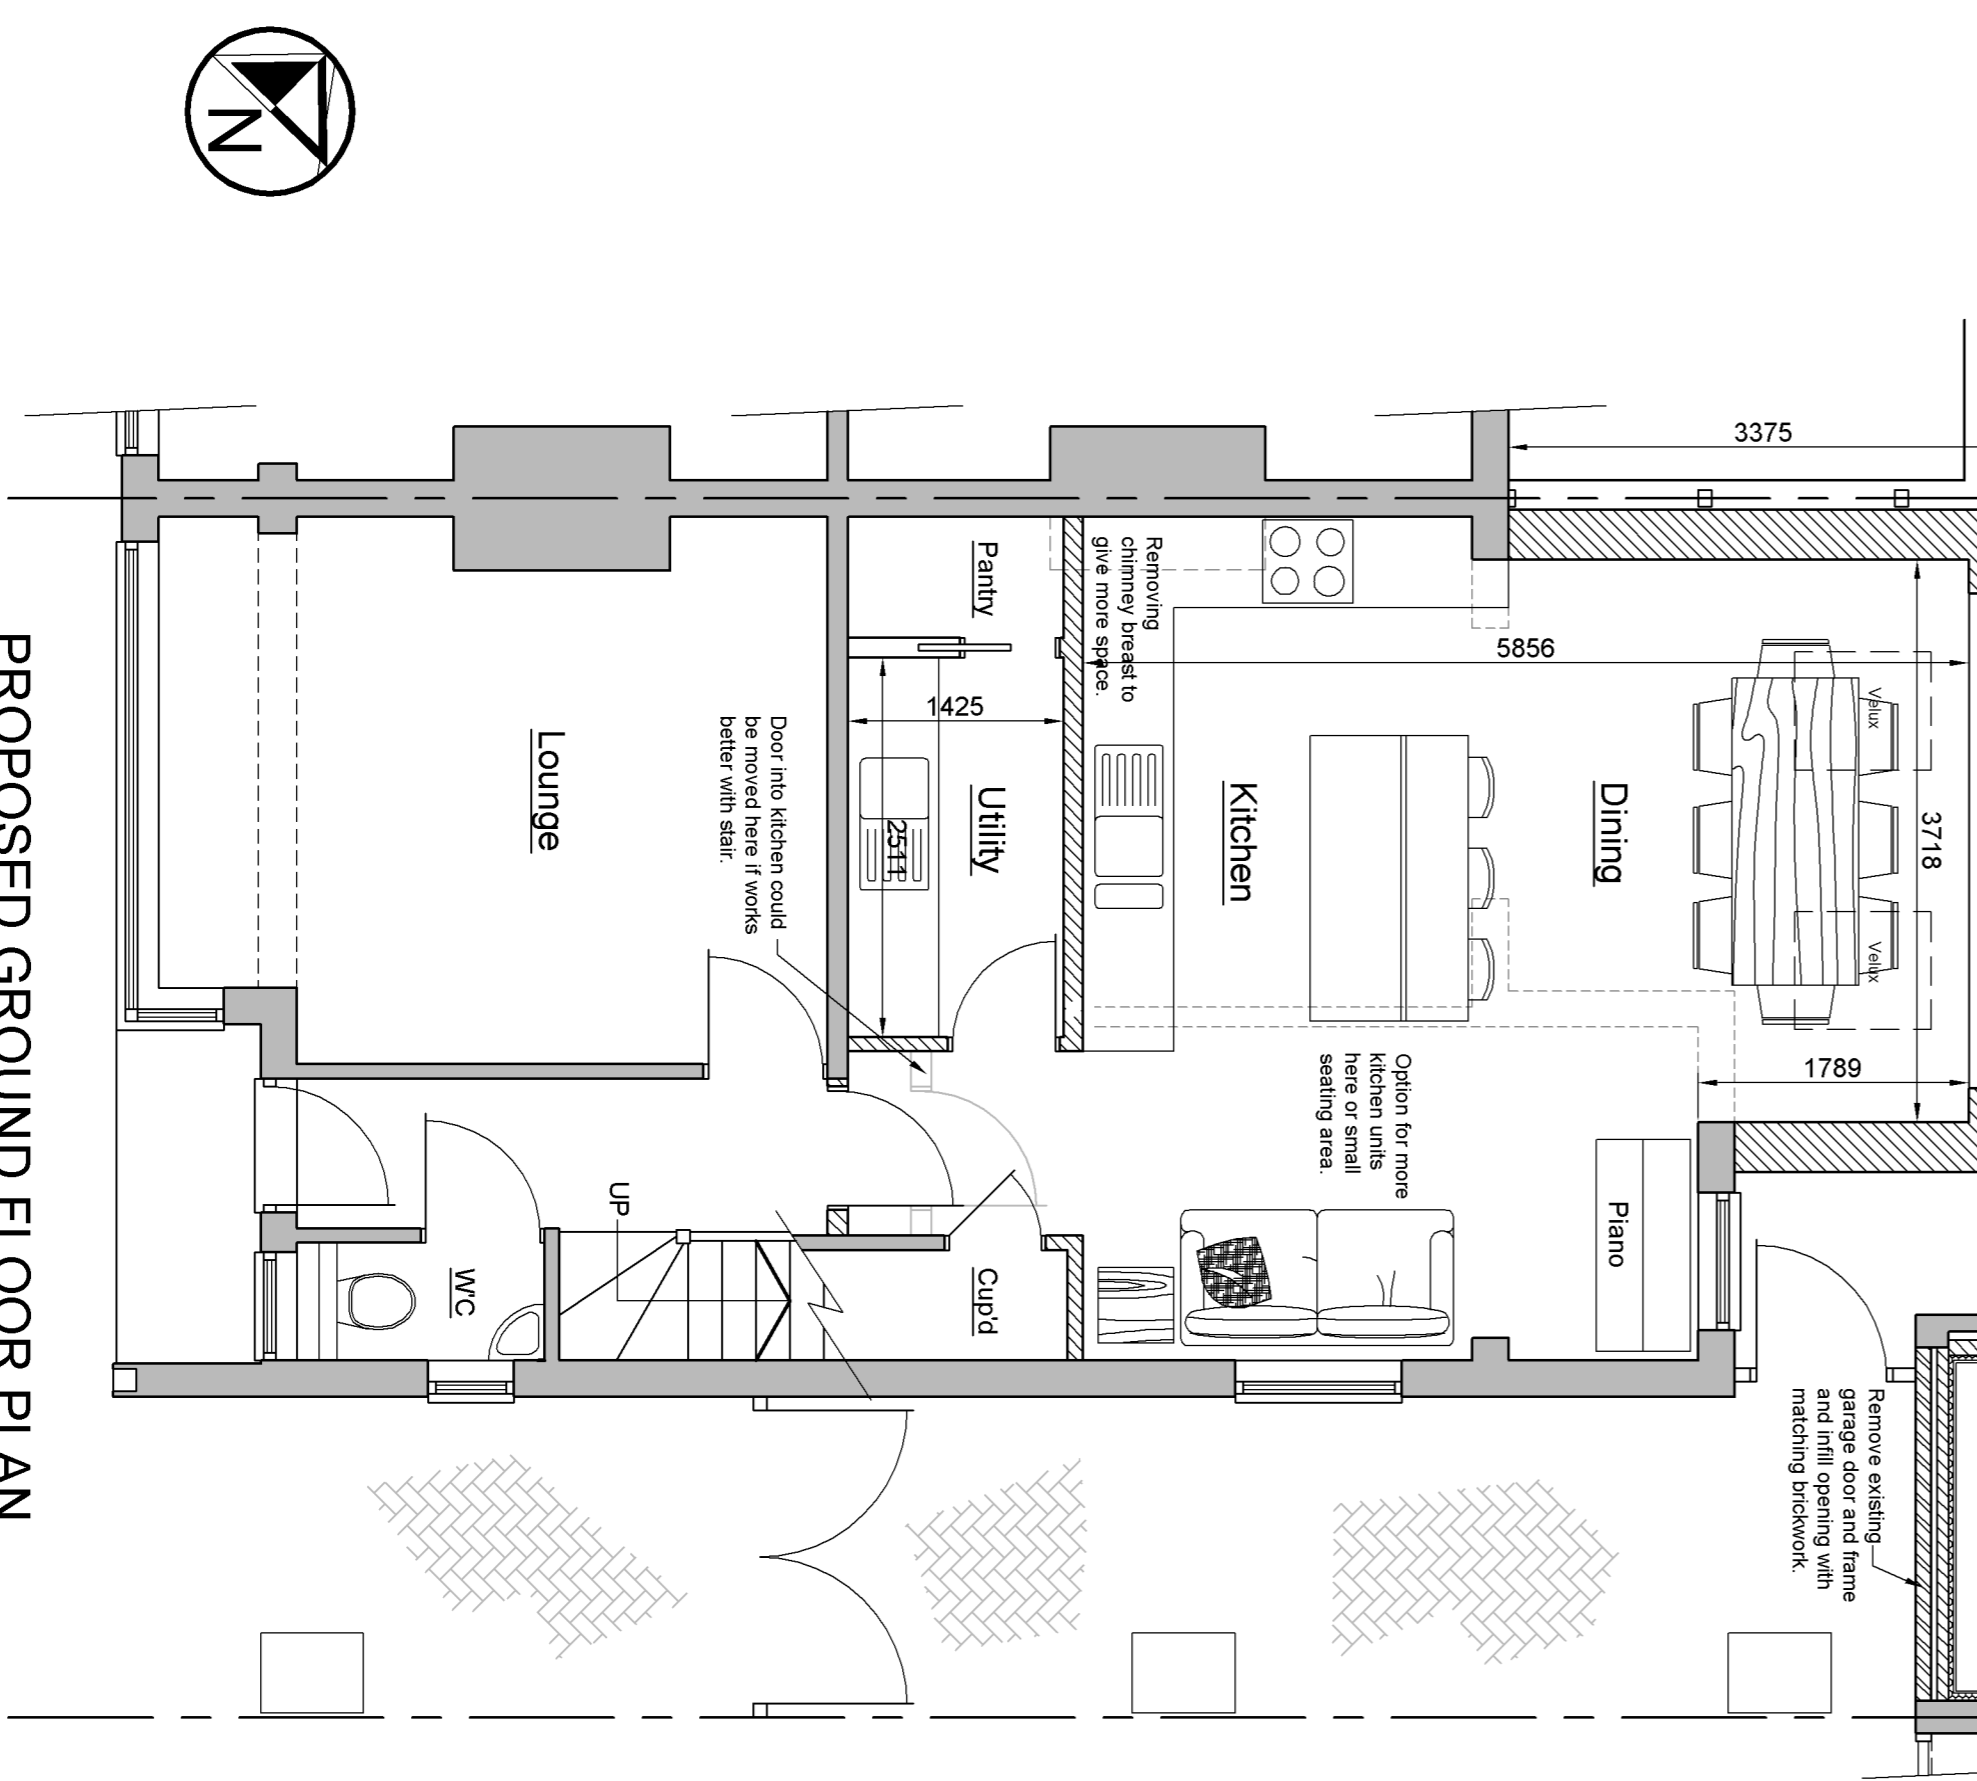 N
3375
Removing
chimney breast to
give more space.
Pantry
5856
1425
2511
Utility
Lounge
Door into kitchen could
be moved here if works
better with stair.
Kitchen
Dining
Velux
Velux
3718
1789
Option for more
kitchen units
here or small
seating area.
Piano
UP
W'C
Cup'd
Remove existing
garage door and frame
and infill opening with
matching brickwork.
PROPOSED GROUND FLOOR PLAN